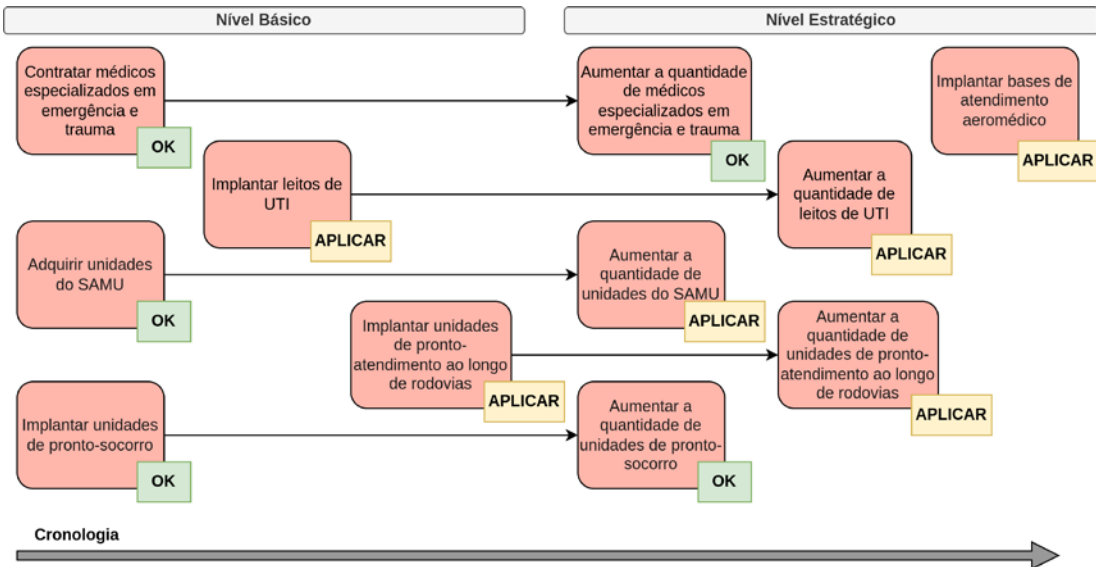 Nível Básico
Nível Estratégico
Contratar médicos
especializados em
emergência e
trauma
OK
Aumentar a quantidade
de médicos
especializados em
emergência e trauma
OK
Implantar bases de
atendimento
aeromédico
APLICAR
Implantar leitos de
UTI
APLICAR
Aumentar a
quantidade de
leitos de UTI
APLICAR
Adquirir unidades
do SAMU
OK
Aumentar a
quantidade de
unidades do SAMU
APLICAR
Implantar unidades
de pronto-
atendimento ao longo
de rodovias
APLICAR
Aumentar a
quantidade de
unidades de pronto-
atendimento ao longo
de rodovias
APLICAR
Implantar unidades
de pronto-socorro
OK
Aumentar a
quantidade de
unidades de pronto-
socorro
OK
Cronologia